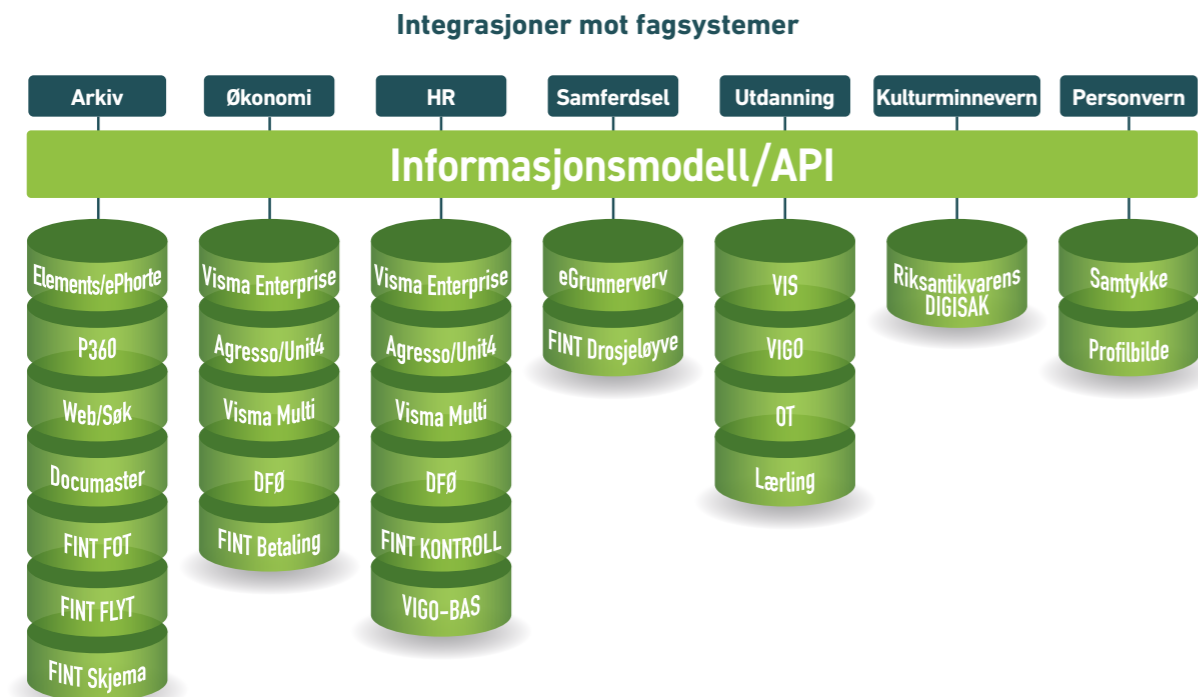 Integrasjoner mot fagsystemer
Arkiv
Økonomi
HR
Samferdsel
Utdanning
Kulturminnevern
Personvern
Informasjonsmodell/API
Elements/ePhorte
P360
Web/Søk
Documaster
FINT FOT
FINT FLYT
FINT Skjema
Visma Enterprise
Agresso/Unit4
Visma Multi
DFØ
FINT Betaling
Visma Enterprise
Agresso/Unit4
Visma Multi
DFØ
FINT KONTROLL
VIGO-BAS
eGrunnerverv
FINT Drosjeløyve
VIS
VIGO
OT
Lærling
Riksantikvarens
DIGISAK
Samtykke
Profilbilde